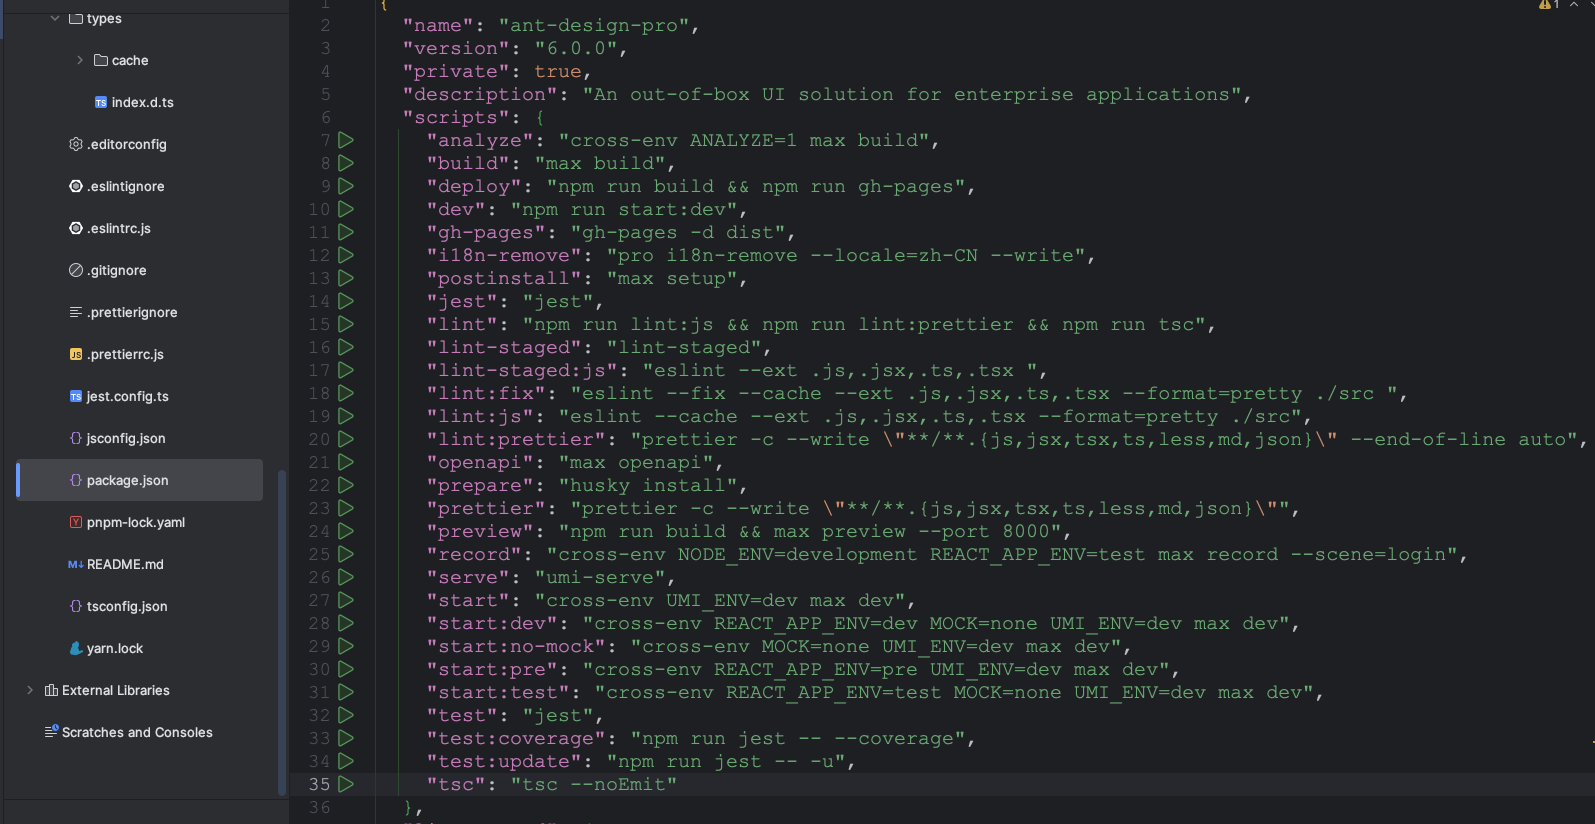 types
cache
index.d.ts
.editorconfig
.eslintignore
.eslintrc.js
.gitignore
.prettierignore
.prettierrc.js
jest.config.ts
jsconfig.json
package.json
pnpm-lock.yaml
README.md
tsconfig.json
yarn.lock
External Libraries
Scratches and Consoles
1 {
2 "name": "ant-design-pro",
3 "version": "6.0.0",
4 "private": true,
5 "description": "An out-of-box UI solution for enterprise applications",
6 "scripts": {
7 "analyze": "cross-env ANALYZE=1 max build",
8 "build": "max build",
9 "deploy": "npm run build && npm run gh-pages",
10 "dev": "npm run start:dev",
11 "gh-pages": "gh-pages -d dist",
12 "i18n-remove": "pro i18n-remove --locale=zh-CN --write",
13 "postinstall": "max setup",
14 "jest": "jest",
15 "lint": "npm run lint:js && npm run lint:prettier && npm run tsc",
16 "lint-staged": "lint-staged",
17 "lint-staged:js": "eslint --ext .js,.jsx,.ts,.tsx ",
18 "lint:fix": "eslint --fix --cache --ext .js,.jsx,.ts,.tsx --format=pretty ./src ",
19 "lint:js": "eslint --cache --ext .js,.jsx,.ts,.tsx --format=pretty ./src",
20 "lint:prettier": "prettier -c --write \"**/**.{js,jsx,tsx,ts,less,md,json}\" --end-of-line auto",
21 "openapi": "max openapi",
22 "prepare": "husky install",
23 "prettier": "prettier -c --write \"**/**.{js,jsx,tsx,ts,less,md,json}\"",
24 "preview": "npm run build && max preview --port 8000",
25 "record": "cross-env NODE_ENV=development REACT_APP_ENV=test max record --scene=login",
26 "serve": "umi-serve",
27 "start": "cross-env UMI_ENV=dev max dev",
28 "start:dev": "cross-env REACT_APP_ENV=dev MOCK=none UMI_ENV=dev max dev",
29 "start:no-mock": "cross-env MOCK=none UMI_ENV=dev max dev",
30 "start:pre": "cross-env REACT_APP_ENV=pre UMI_ENV=dev max dev",
31 "start:test": "cross-env REACT_APP_ENV=test MOCK=none UMI_ENV=dev max dev",
32 "test": "jest",
33 "test:coverage": "npm run jest -- --coverage",
34 "test:update": "npm run jest -- -u",
35 "tsc": "tsc --noEmit"
36 },
1